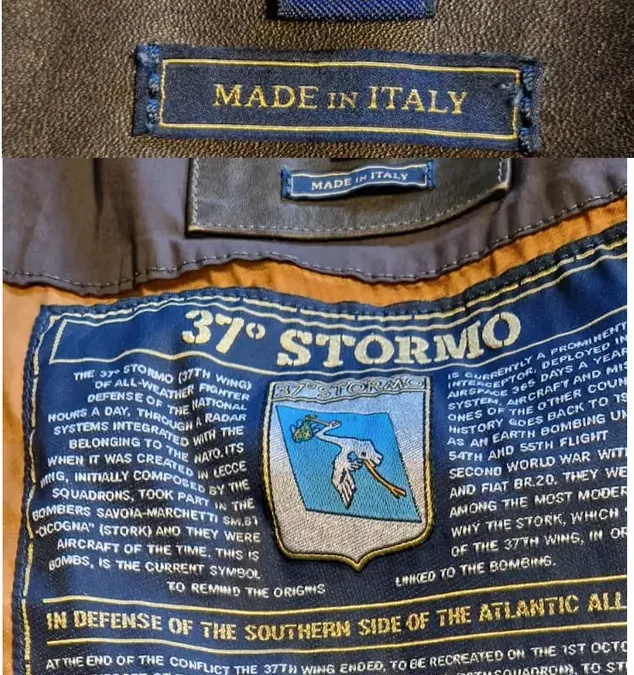 MADE IN ITALY
MADE IN ITALY
37° STORMO
THE 37° STORMO (37TH WING)
OF ALL-WEATHER FIGHTER
DEFENSE OF THE NATIONAL
HOURS A DAY, THROUGH A RADAR
SYSTEMS INTEGRATED WITH THE
BELONGING TO THE NATO. ITS
WHEN IT WAS CREATED IN LECCE
WING, INITIALLY COMPOSED BY THE
SQUADRONS, TOOK PART IN THE
BOMBERS SAVOIA-MARCHETTI SM.81
"CICOGNA" (STORK) AND THEY WERE
AIRCRAFT OF THE TIME. THIS IS
BOMBS, IS THE CURRENT SYMBOL
TO REMIND THE ORIGINS
37° STORMO
IS CURRENTLY A PROMINENT
INTERCEPTOR, DEPLOYED IN
AIRSPACE 365 DAYS A YEAR
SYSTEM, AIRCRAFT AND
ONES OF THE OTHER
HISTORY GOES BACK TO
AS AN EARTH BOMBING
54TH AND 55TH FLIGHT
SECOND WORLD WAR
AND FIAT BR.20. THEY
AMONG THE MOST
WHY THE STORK, WHICH
OF THE 37TH WING, IN
LINKED TO THE BOMBING.
IN DEFENSE OF THE SOUTHERN SIDE OF THE ATLANTIC ALL
AT THE END OF THE CONFLICT THE 37TH WING ENDED, TO BE RECREATED ON THE 1ST OCTO